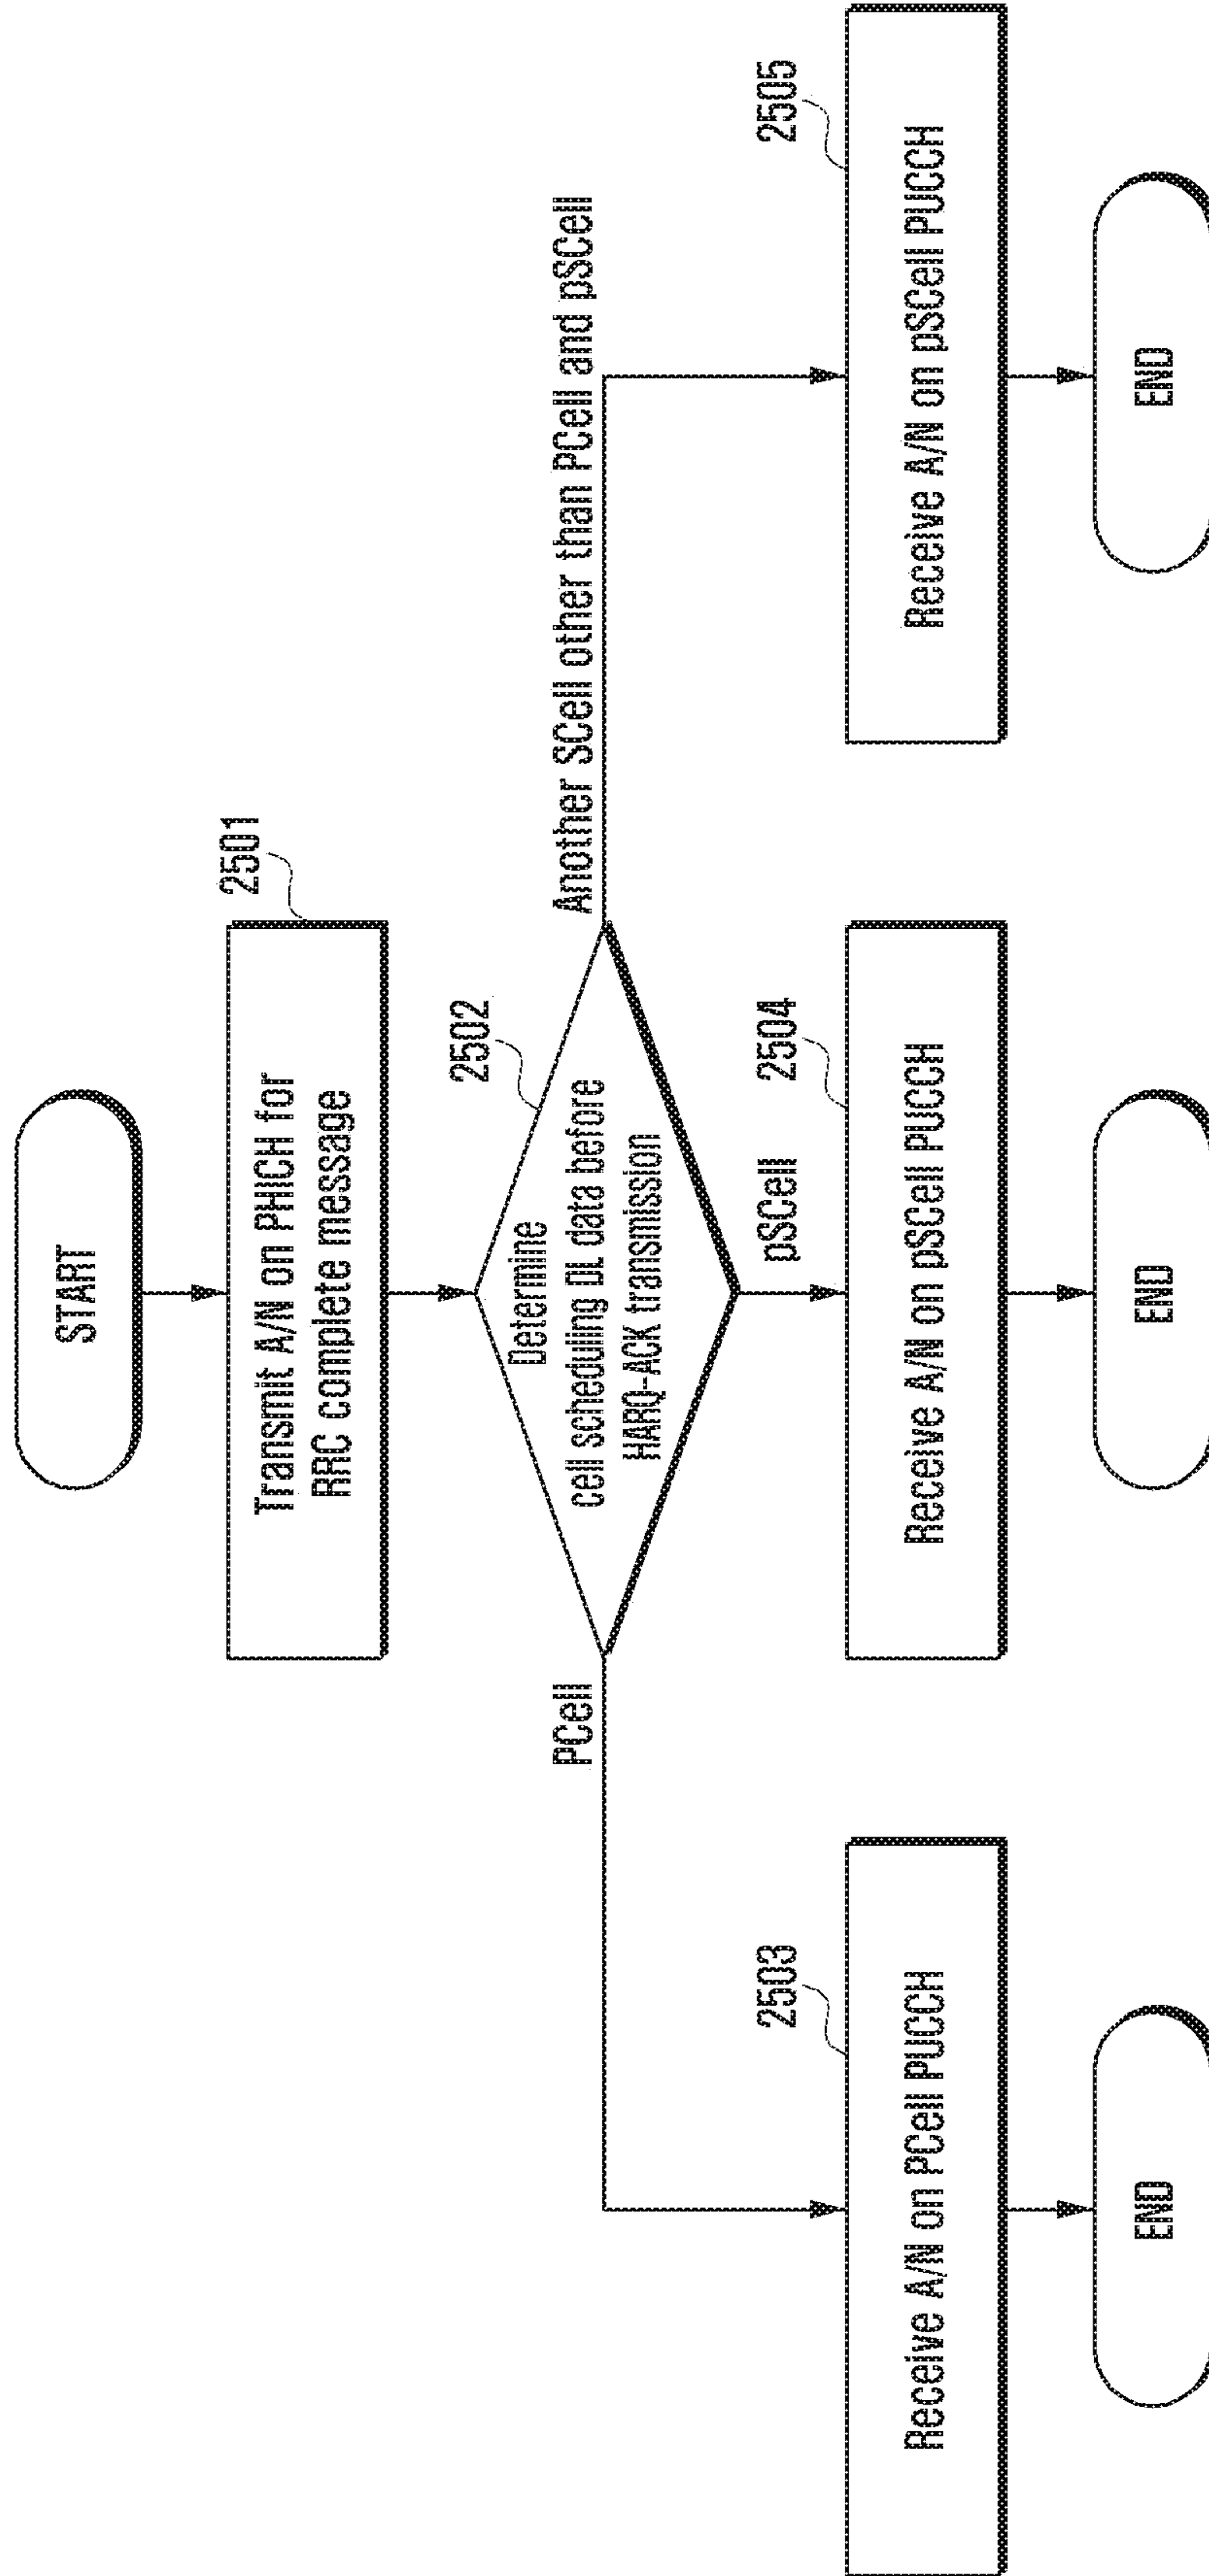 START
2501
Transmit A/N on PHICH for
RRC complete message
2502
Determine
cell scheduling DL data before
HARQ-ACK transmission
PCell
Another SCell other than PCell and pSCell
pSCell
2503
Receive A/N on PCell PUCCH
2504
Receive A/N on pSCell PUCCH
2505
Receive A/N on pSCell PUCCH
END
END
END